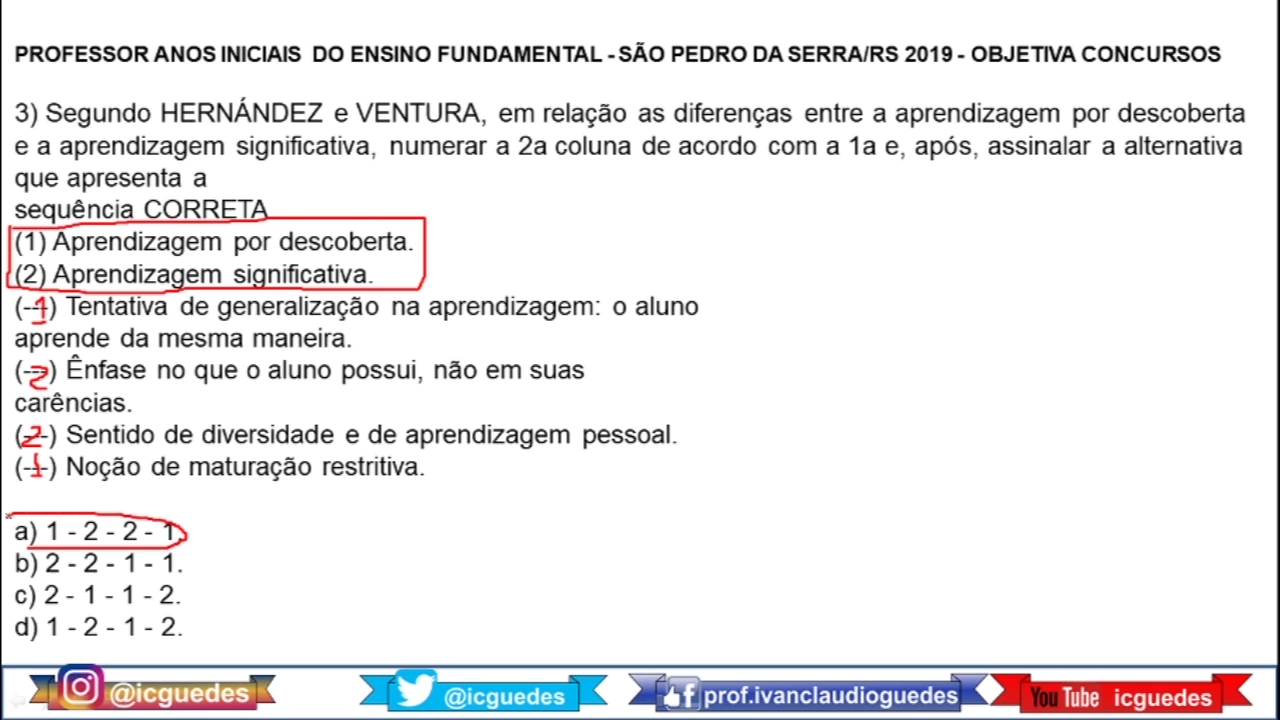 PROFESSOR ANOS INICIAIS DO ENSINO FUNDAMENTAL - SÃO PEDRO DA SERRA/RS 2019 - OBJETIVA CONCURSOS
3) Segundo HERNÁNDEZ e VENTURA, em relação as diferenças entre a aprendizagem por descoberta
e a aprendizagem significativa, numerar a 2a coluna de acordo com a 1a e, após, assinalar a alternativa
que apresenta a
sequência CORRETA
(1) Aprendizagem por descoberta.
(2) Aprendizagem significativa.
(--1) Tentativa de generalização na aprendizagem: o aluno
aprende da mesma maneira.
(--2) Ênfase no que o aluno possui, não em suas
carências.
(-2-) Sentido de diversidade e de aprendizagem pessoal.
(-1-) Noção de maturação restritiva.
a) 1 - 2 - 2 - 1.
b) 2 - 2 - 1 - 1.
c) 2 - 1 - 1 - 2.
d) 1 - 2 - 1 - 2.
@icguedes @icguedes prof.ivanclaudioguedes You Tube icguedes